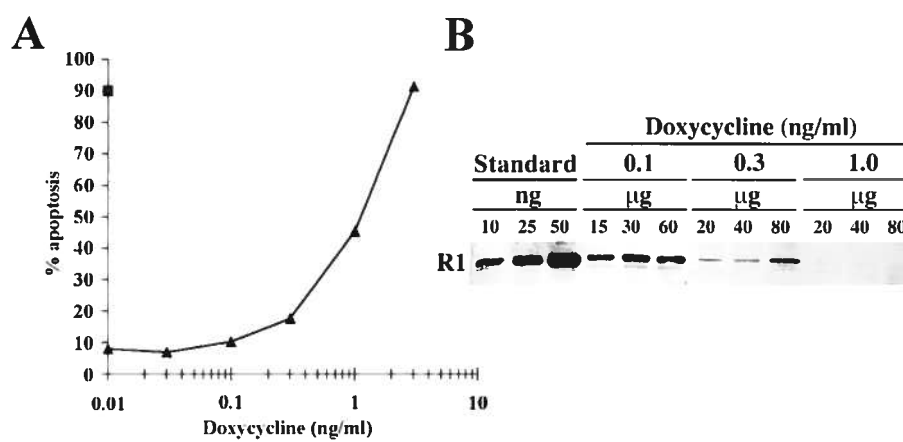 A
100
90
80
70
60
50
40
30
20
10
0
% apoptosis
0.01 0.1 1 10
Doxycycline (ng/ml)
B
Doxycycline (ng/ml)
Standard 0.1 0.3 1.0
ng µg µg µg
10 25 50 15 30 60 20 40 80 20 40 80
R1